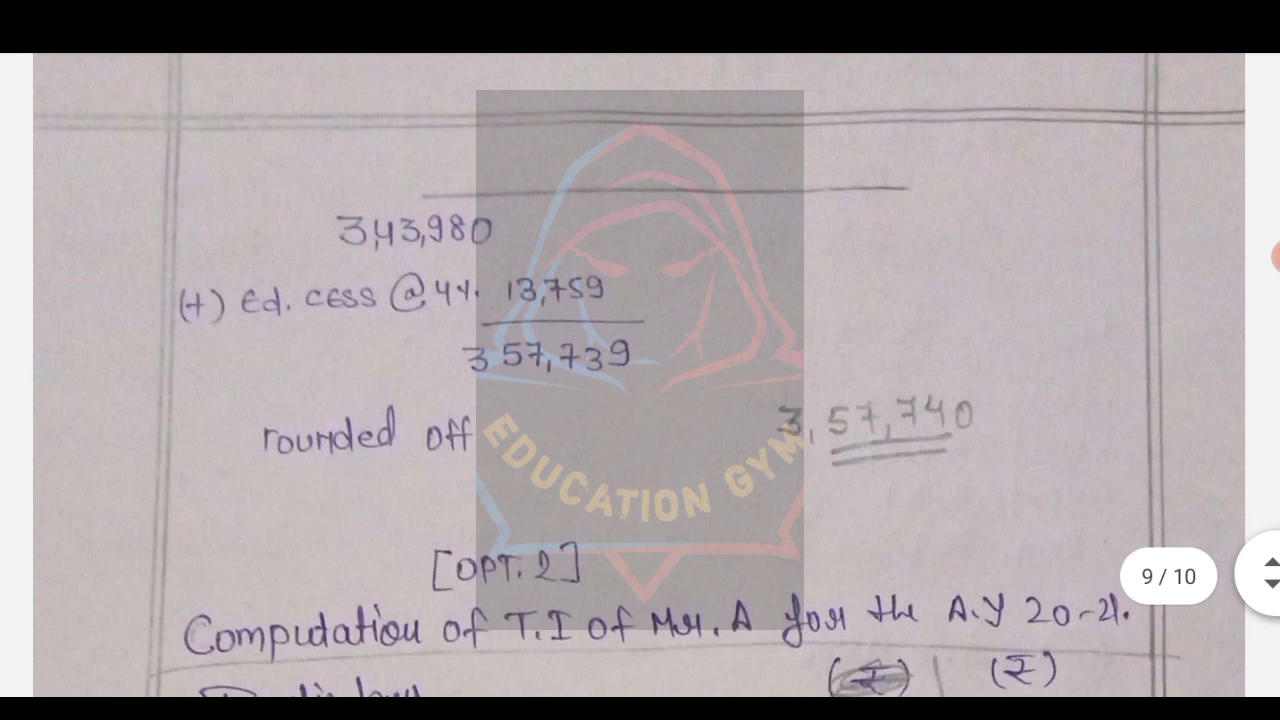 3,43,980
(+) Ed. cess @ 4%. 13,759
3 57,739
rounded off 3,57,740
EDUCATION GYM
[OPT. 2]
9 / 10
Computation of T.I of Mr. A for the A.Y 20-21.
(₹) (₹)